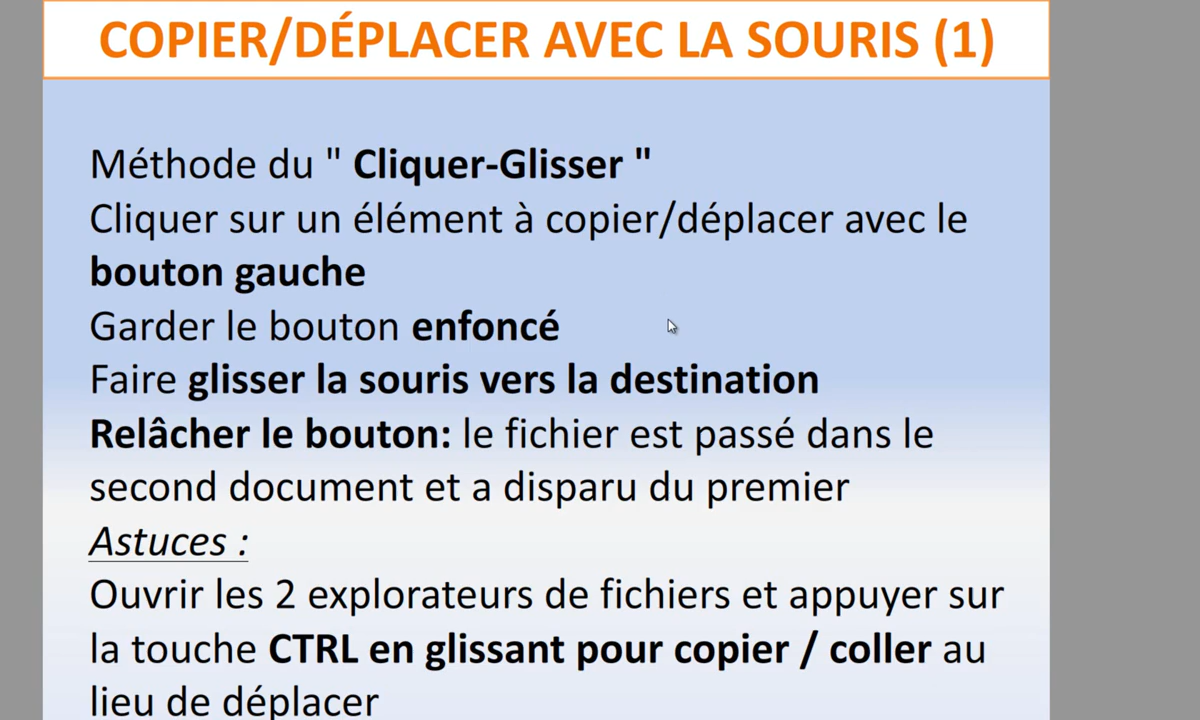 COPIER/DÉPLACER AVEC LA SOURIS (1)
Méthode du " Cliquer-Glisser "
Cliquer sur un élément à copier/déplacer avec le
bouton gauche
Garder le bouton enfoncé
Faire glisser la souris vers la destination
Relâcher le bouton: le fichier est passé dans le
second document et a disparu du premier
Astuces :
Ouvrir les 2 explorateurs de fichiers et appuyer sur
la touche CTRL en glissant pour copier / coller au
lieu de déplacer